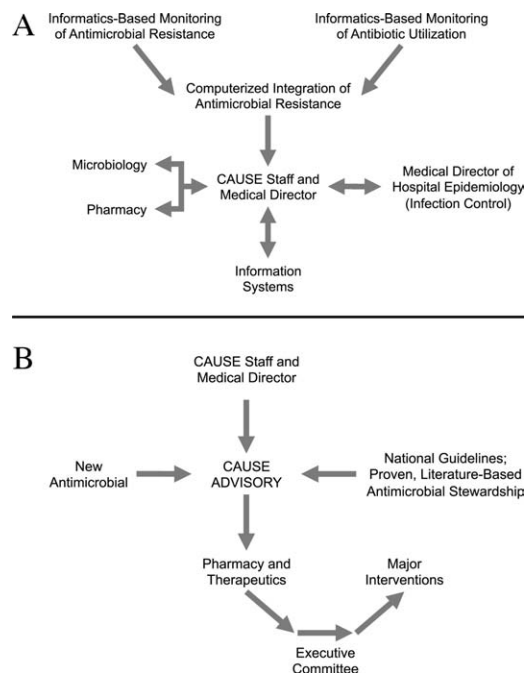 A
Informatics-Based Monitoring
of Antimicrobial Resistance
Informatics-Based Monitoring
of Antibiotic Utilization
Computerized Integration of
Antimicrobial Resistance
Microbiology
Pharmacy
CAUSE Staff and
Medical Director
Medical Director of
Hospital Epidemiology
(Infection Control)
Information
Systems
B
CAUSE Staff and
Medical Director
New
Antimicrobial
CAUSE
ADVISORY
National Guidelines;
Proven, Literature-Based
Antimicrobial Stewardship
Pharmacy and
Therapeutics
Major
Interventions
Executive
Committee